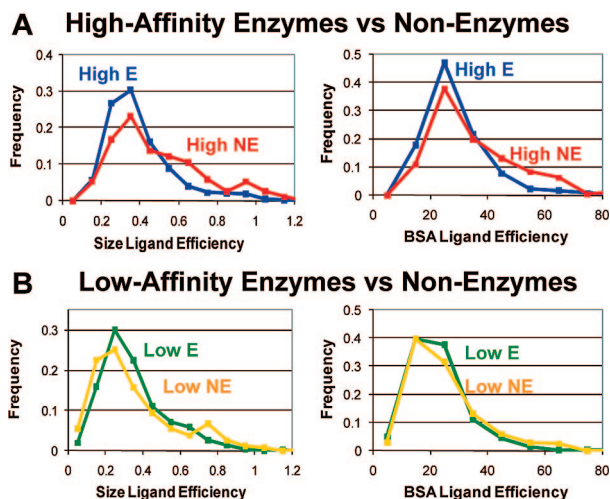 A High-Affinity Enzymes vs Non-Enzymes
0.4
0.3
0.2
0.1
0
Frequency
High E
High NE
0 0.2 0.4 0.6 0.8 1 1.2
Size Ligand Efficiency
0.5
0.4
0.3
0.2
0.1
0
Frequency
High E
High NE
0 20 40 60 80
BSA Ligand Efficiency
B Low-Affinity Enzymes vs Non-Enzymes
0.3
0.2
0.1
0
Frequency
Low E
Low NE
0 0.2 0.4 0.6 0.8 1.0 1.2
Size Ligand Efficiency
0.5
0.4
0.3
0.2
0.1
0
Frequency
Low E
Low NE
0 20 40 60 80
BSA Ligand Efficiency